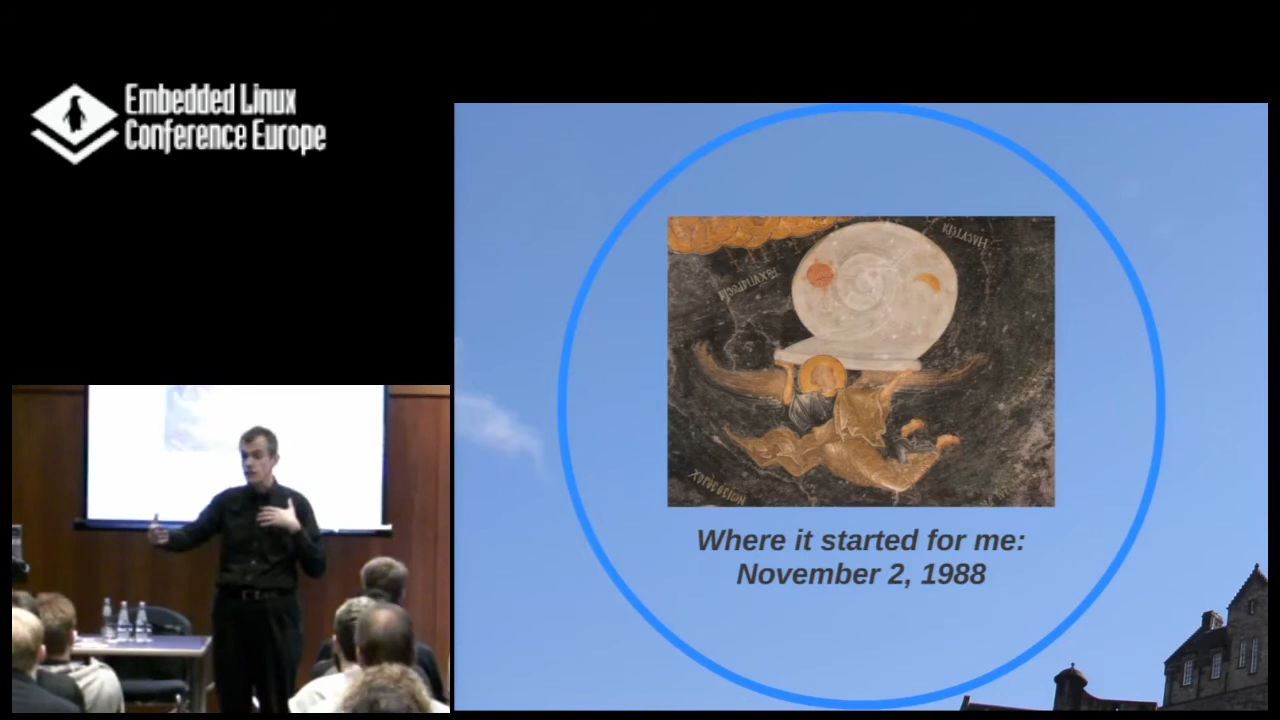 Embedded Linux
Conference Europe
Where it started for me:
November 2, 1988